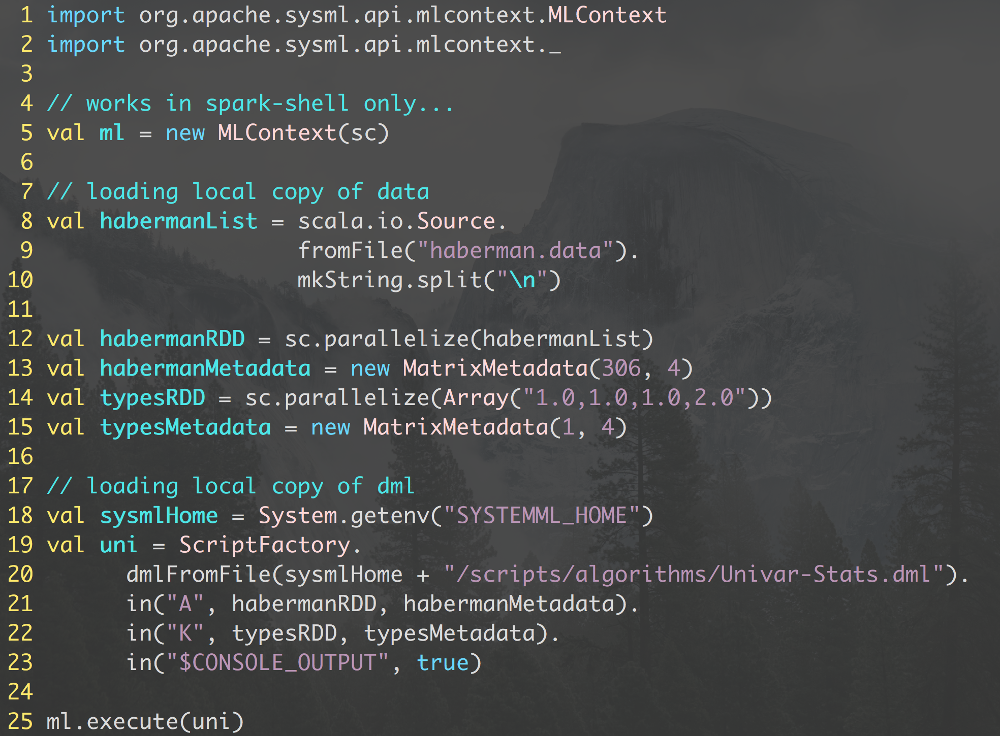 1 import org.apache.sysml.api.mlcontext.MLContext
2 import org.apache.sysml.api.mlcontext._
3
4 // works in spark-shell only...
5 val ml = new MLContext(sc)
6
7 // loading local copy of data
8 val habermanList = scala.io.Source.
9                    fromFile("haberman.data").
10                    mkString.split("\n")
11
12 val habermanRDD = sc.parallelize(habermanList)
13 val habermanMetadata = new MatrixMetadata(306, 4)
14 val typesRDD = sc.parallelize(Array("1.0,1.0,1.0,2.0"))
15 val typesMetadata = new MatrixMetadata(1, 4)
16
17 // loading local copy of dml
18 val sysmlHome = System.getenv("SYSTEMML_HOME")
19 val uni = ScriptFactory.
20       dmlFromFile(sysmlHome + "/scripts/algorithms/Univar-Stats.dml").
21       in("A", habermanRDD, habermanMetadata).
22       in("K", typesRDD, typesMetadata).
23       in("$CONSOLE_OUTPUT", true)
24
25 ml.execute(uni)